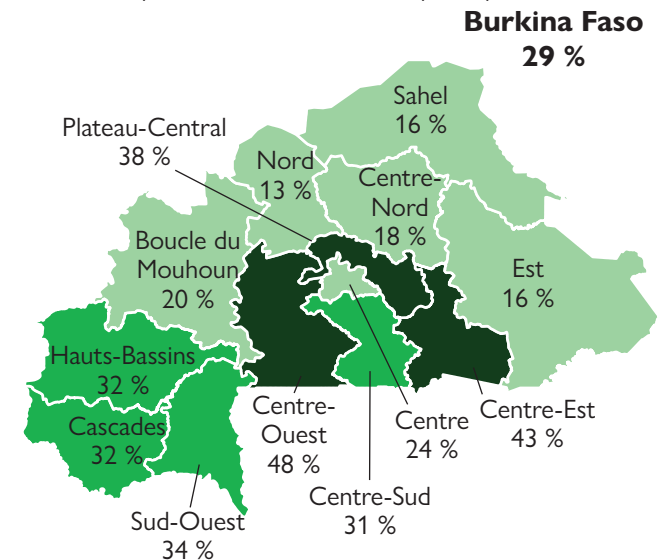 Burkina Faso
29 %
Sahel
16 %
Plateau-Central
38 %
Nord
13 %
Centre-
Nord
18 %
Boucle du
Mouhoun
20 %
Est
16 %
Hauts-Bassins
32 %
Cascades
32 %
Centre-
Ouest
48 %
Centre
24 %
Centre-Est
43 %
Centre-Sud
31 %
Sud-Ouest
34 %